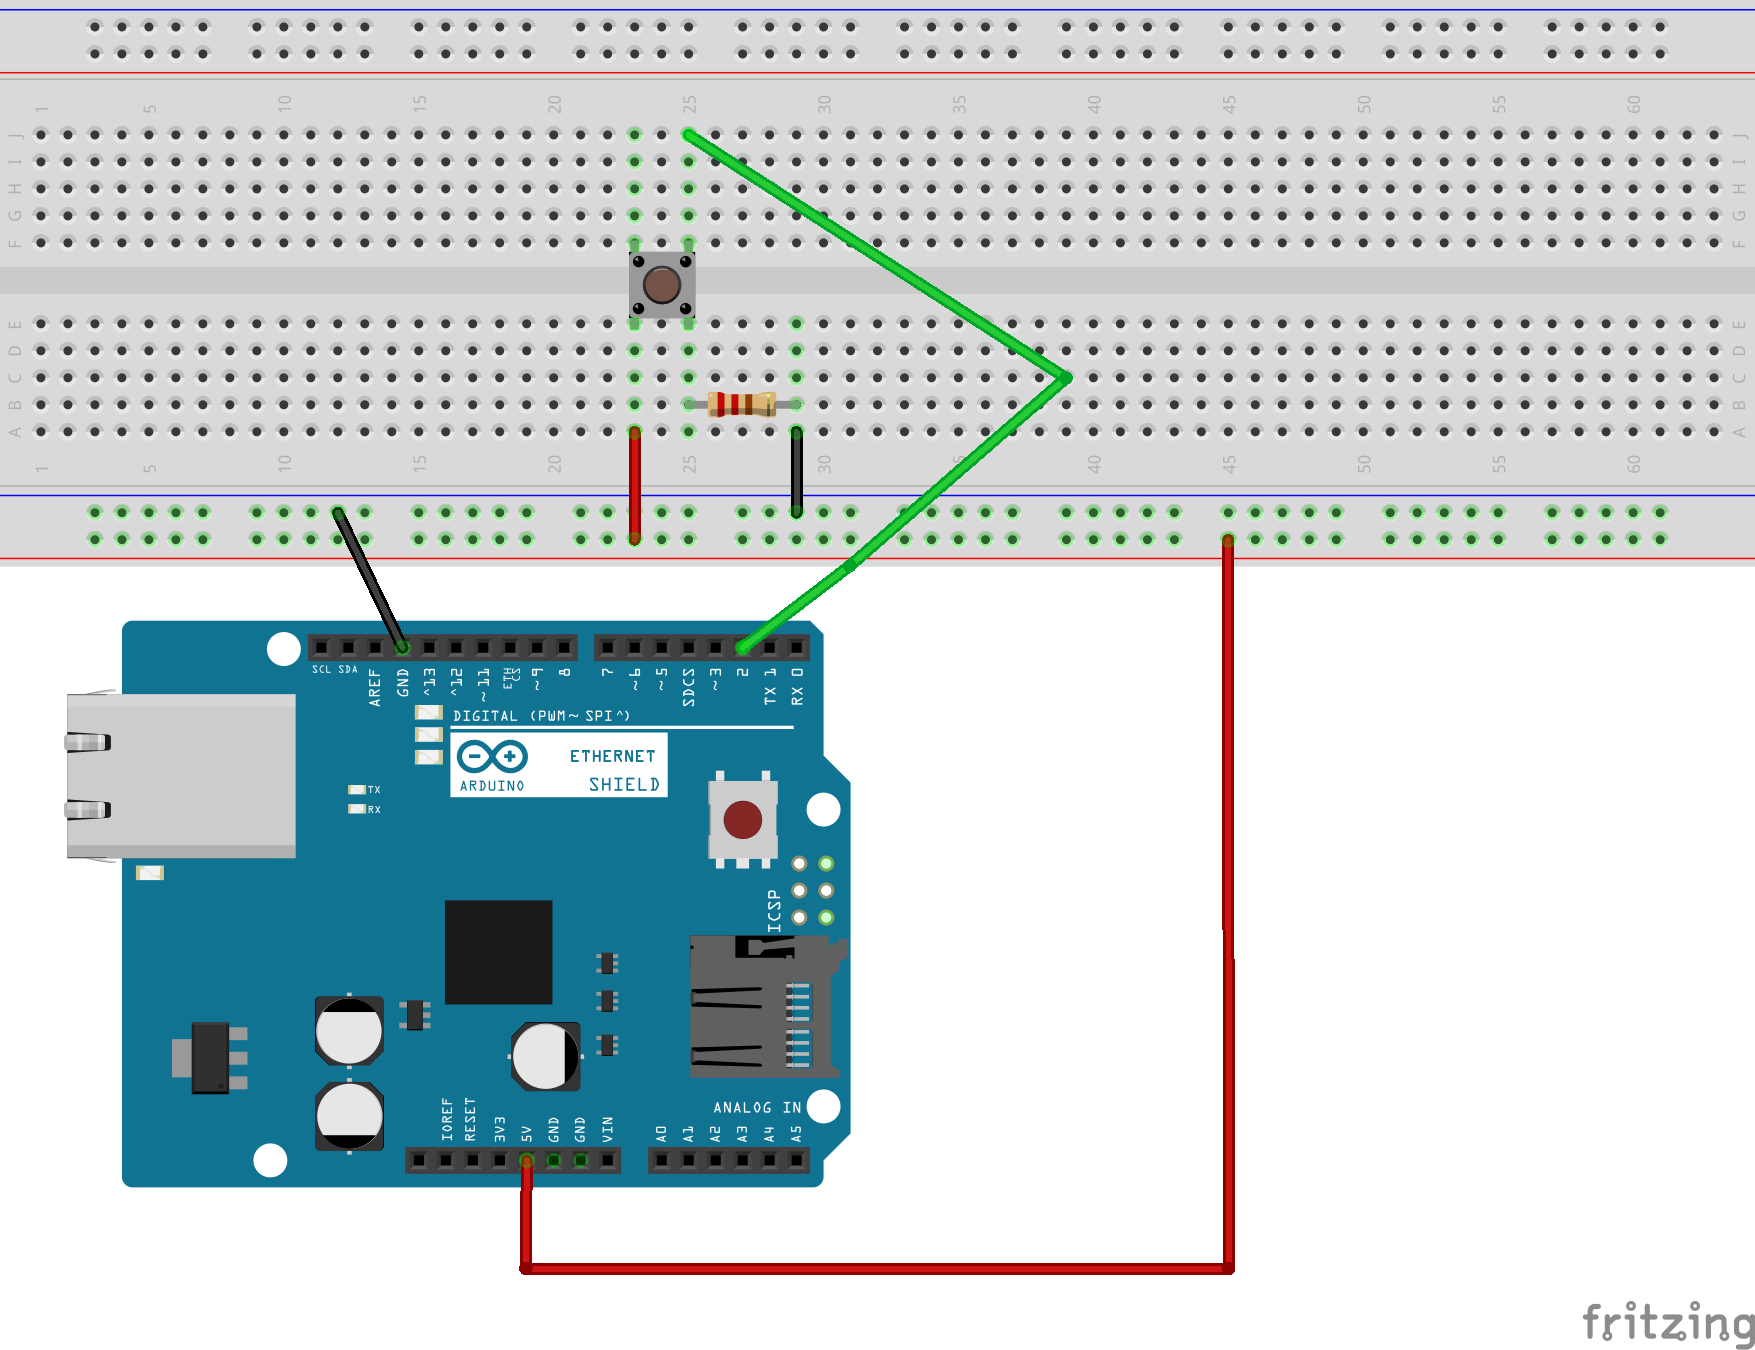 1 5 10 15 20 25 30 35 40 45 50 55 60
J J
I I
H H
G G
F F
E E
D D
C C
B B
A A
1 5 10 15 20 25 30 35 40 45 50 55 60
SCL SDA AREF GND ^13 ^12 ~11 ETH CS ~9 8 7 ~6 ~5 SDCS ~3 2 TX 1 RX 0
DIGITAL (PWM~ SPI^)
ETHERNET
SHIELD
ARDUINO
TX
RX
ICSP
ANALOG IN
IOREF RESET 3V3 5V GND GND VIN A0 A1 A2 A3 A4 A5
fritzing